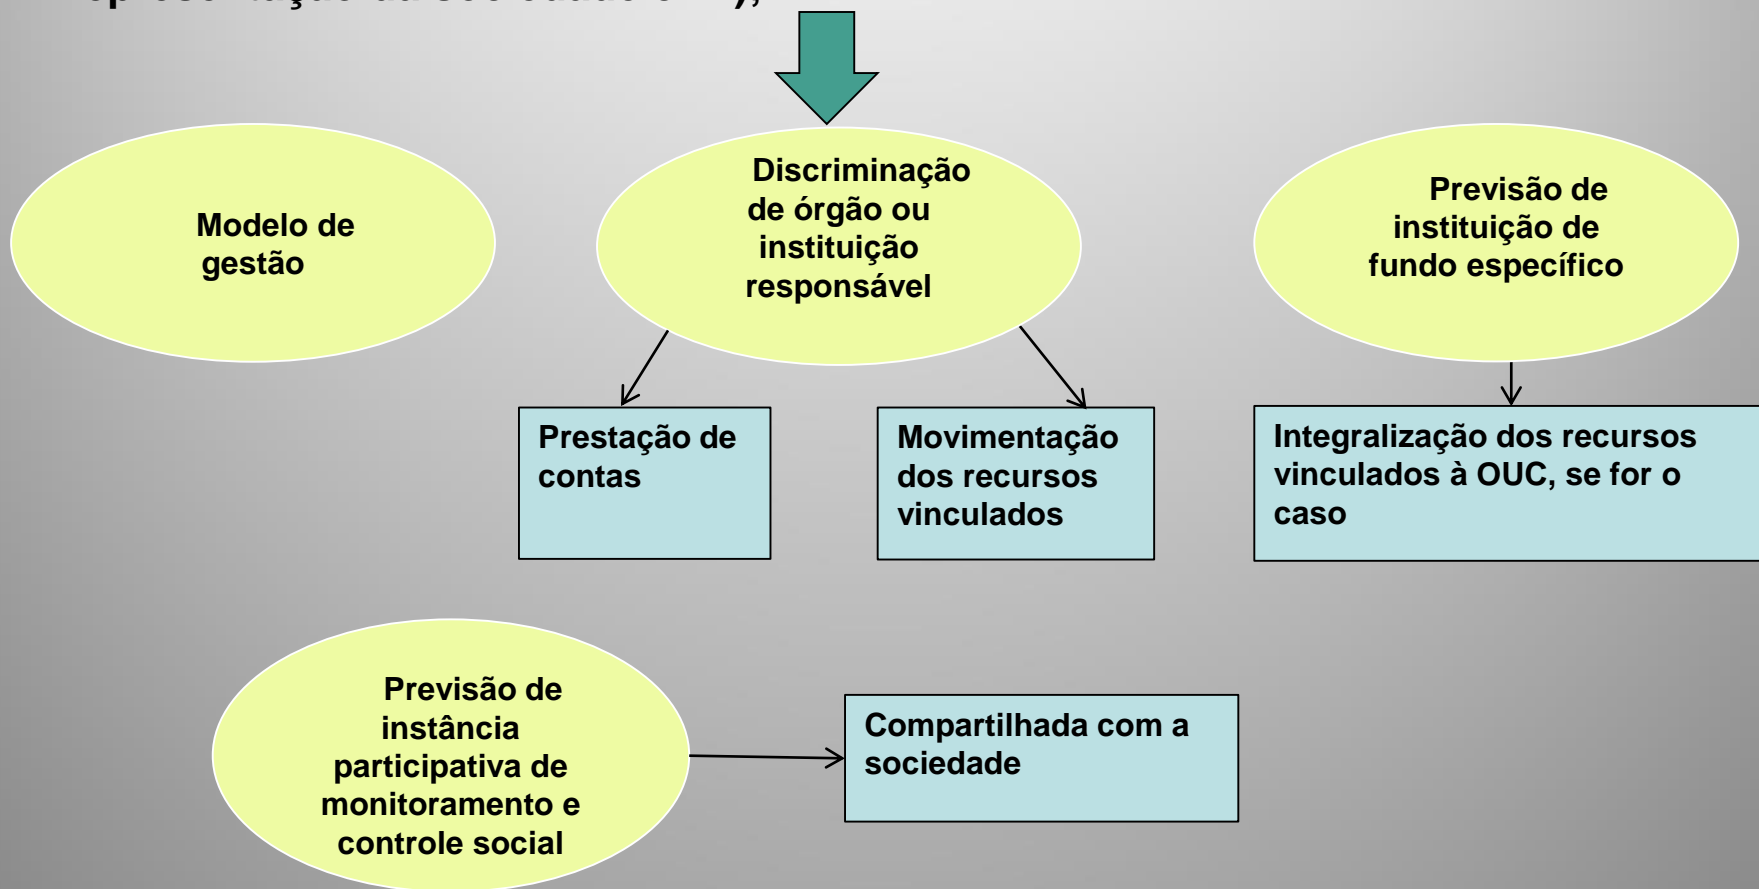 Modelo de
gestão
Discriminação
de órgão ou
instituição
responsável
Previsão de
instituição de
fundo específico
Prestação de
contas
Movimentação
dos recursos
vinculados
Integralização dos recursos
vinculados à OUC, se for o
caso
Previsão de
instância
participativa de
monitoramento e
controle social
Compartilhada com a
sociedade